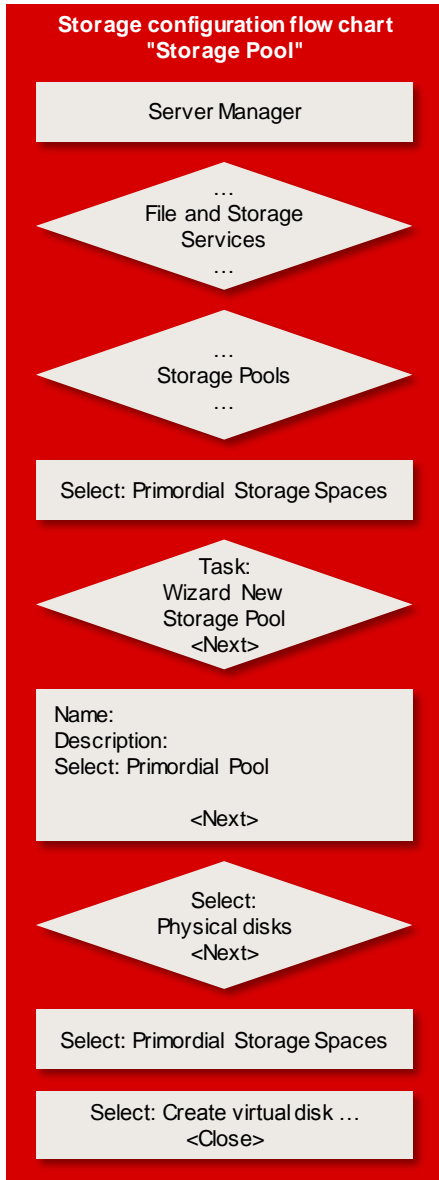 Storage configuration flow chart
"Storage Pool"
Server Manager
…
File and Storage
Services
…
…
Storage Pools
…
Select: Primordial Storage Spaces
Task:
Wizard New
Storage Pool
<Next>
Name:
Description:
Select: Primordial Pool
<Next>
Select:
Physical disks
<Next>
Select: Primordial Storage Spaces
Select: Create virtual disk …
<Close>